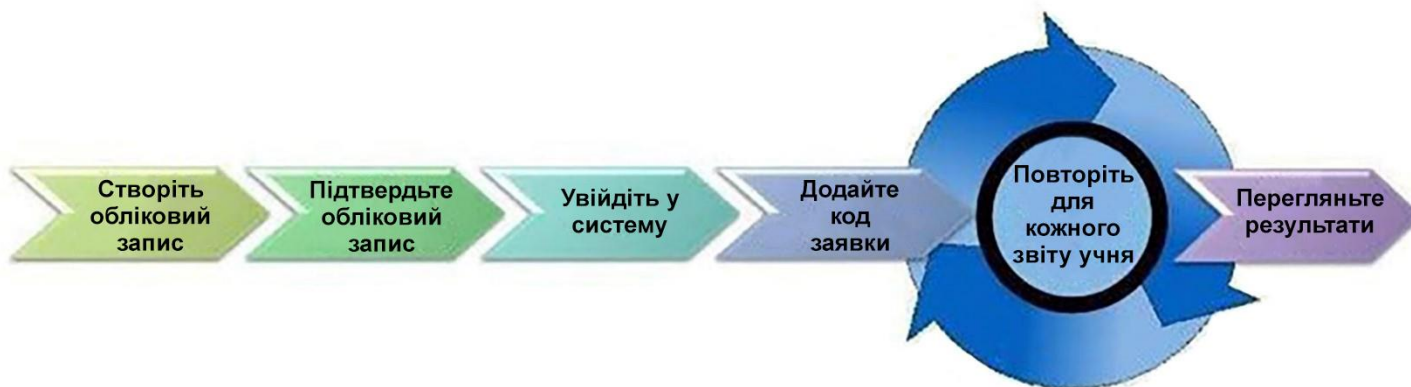 Створіть
обліковий
запис
Підтвердьте
обліковий
запис
Увійдіть у
систему
Додайте
код
заявки
Повторіть
для
кожного
звіту учня
Перегляньте
результати